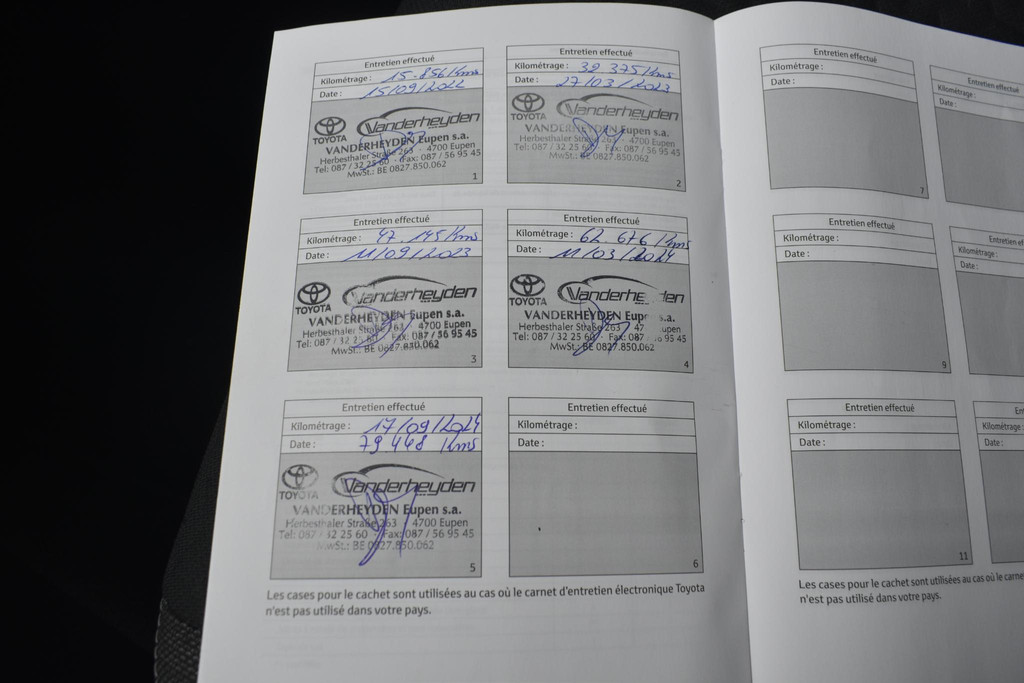 Entretien effectué
Kilométrage : 15.856 Kms
Date : 15/09/2022
TOYOTA Vanderheyden
VANDERHEYDEN Eupen s.a.
Herbesthaler Straße 263 · 4700 Eupen
Tel: 087 / 32 25 60 · Fax: 087 / 56 95 45
MwSt.: BE 0827.850.062
1
Entretien effectué
Kilométrage : 32 375 Kms
Date : 27/03/2023
TOYOTA Vanderheyden
VANDERHEYDEN Eupen s.a.
Herbesthaler Straße 263 · 4700 Eupen
Tel: 087 / 32 25 60 · Fax: 087 / 56 95 45
MwSt.: BE 0827.850.062
2
Entretien effectué
Kilométrage : 47.145 Kms
Date : 11/09/2023
TOYOTA Vanderheyden
VANDERHEYDEN Eupen s.a.
Herbesthaler Straße 263 · 4700 Eupen
Tel: 087 / 32 25 60 · Fax: 087 / 56 95 45
MwSt.: BE 0827.850.062
3
Entretien effectué
Kilométrage : 62.676 Kms
Date : 11/03/2024
TOYOTA Vanderheyden
VANDERHEYDEN Eupen s.a.
Herbesthaler Straße 263 · 47 Eupen
Tel: 087 / 32 25 60 · Fax: 087 / 56 95 45
MwSt.: BE 0827.850.062
4
Entretien effectué
Kilométrage : 17/09/2024
Date : 79 448 Kms
TOYOTA Vanderheyden
VANDERHEYDEN Eupen s.a.
Herbesthaler Straße 263 · 4700 Eupen
Tel: 087 / 32 25 60 · Fax: 087 / 56 95 45
MwSt.: BE 0827.850.062
5
Entretien effectué
Kilométrage :
Date :
6
Les cases pour le cachet sont utilisées au cas où le carnet d'entretien électronique Toyota
n'est pas utilisé dans votre pays.
Entretien effectué
Kilométrage :
Date :
7
Entretien effectué
Kilométrage :
Date :
Entretien effectué
Kilométrage :
Date :
9
Entretien ef
Kilométrage :
Date :
Entretien effectué
Kilométrage :
Date :
11
Entretien
Kilométrage
Date :
Les cases pour le cachet sont utilisées au cas où le carne
n'est pas utilisé dans votre pays.